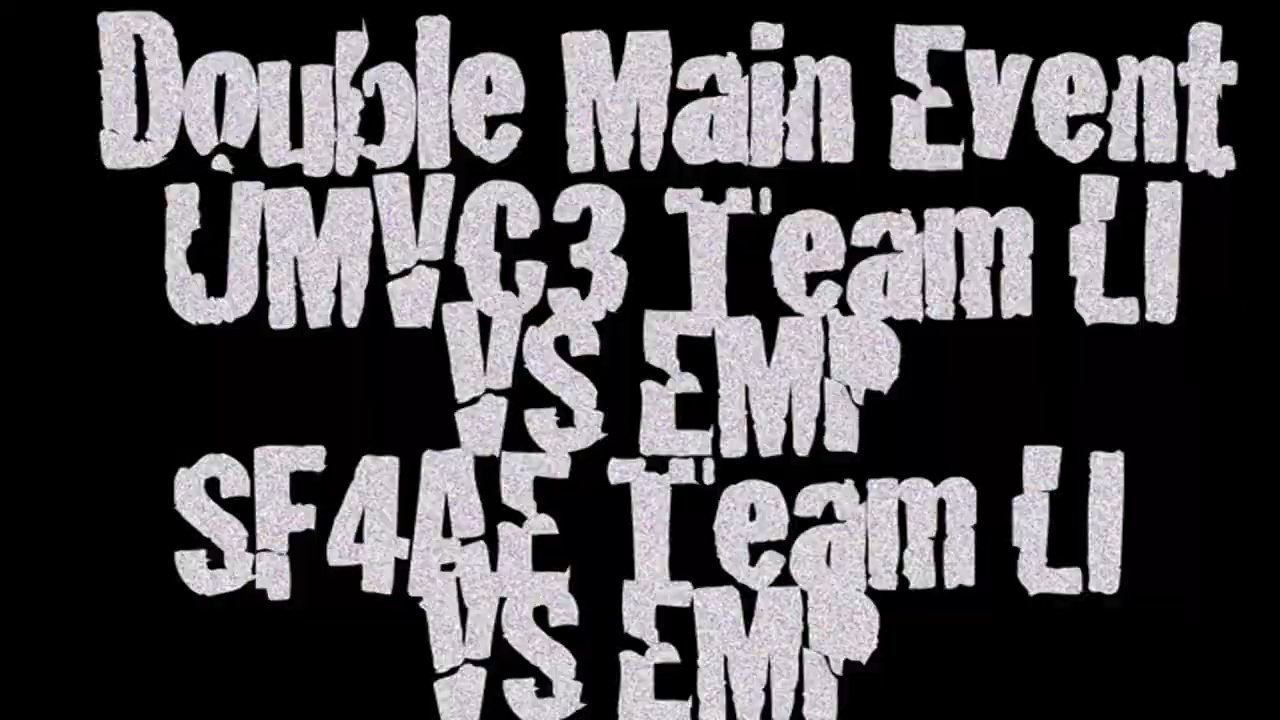 Double Main Event
UMVC3 Team LI
VS EMP
SF4AE Team LI
VS EMP